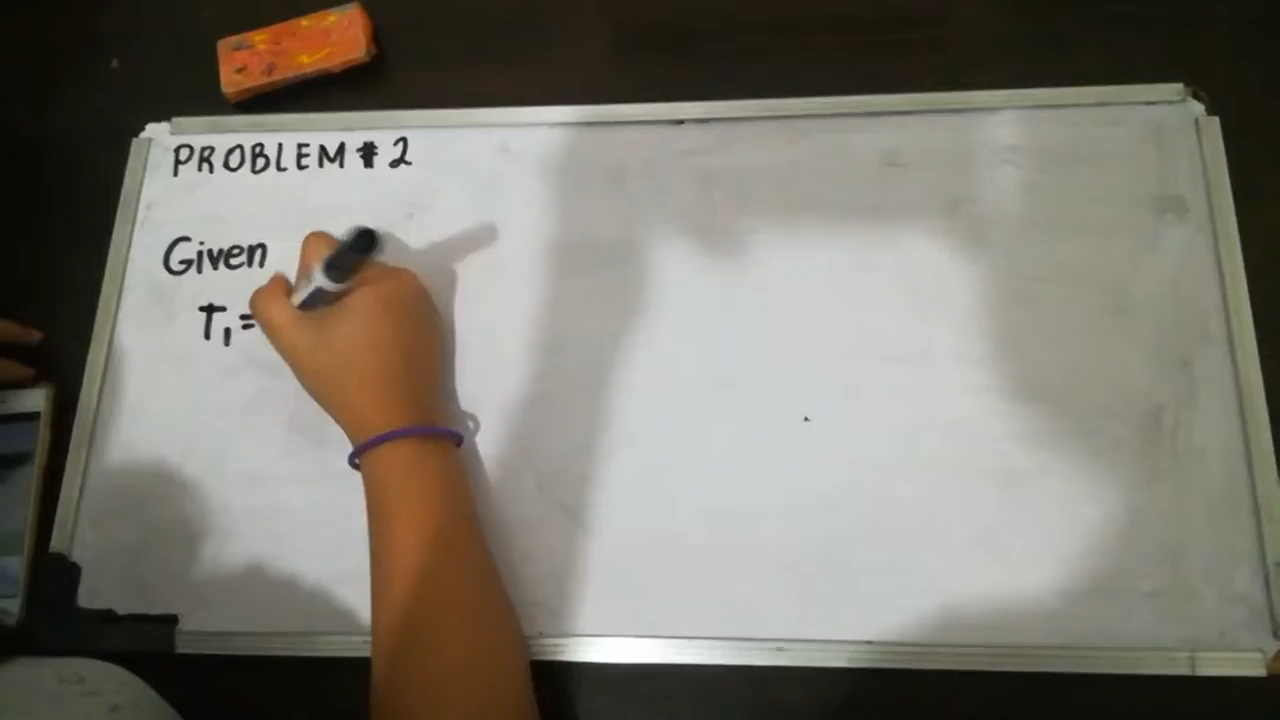 PROBLEM # 2
Given
T₁ =